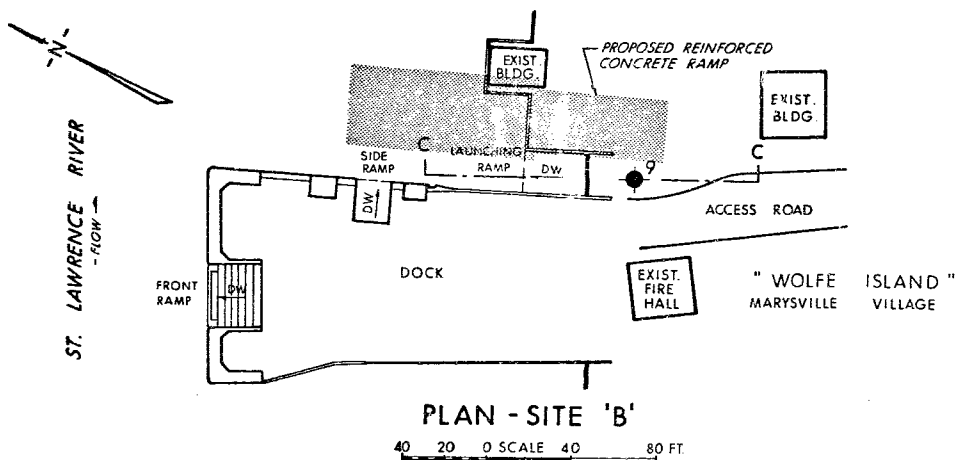 N
ST. LAWRENCE RIVER
- FLOW →
EXIST.
BLDG.
PROPOSED REINFORCED
CONCRETE RAMP
EXIST.
BLDG.
C
LAUNCHING
RAMP
DW
SIDE
RAMP
DW
9
C
ACCESS ROAD
FRONT
RAMP
DW
DOCK
EXIST.
FIRE
HALL
" WOLFE ISLAND "
MARYSVILLE VILLAGE
PLAN - SITE 'B'
40 20 0 SCALE 40 80 FT.